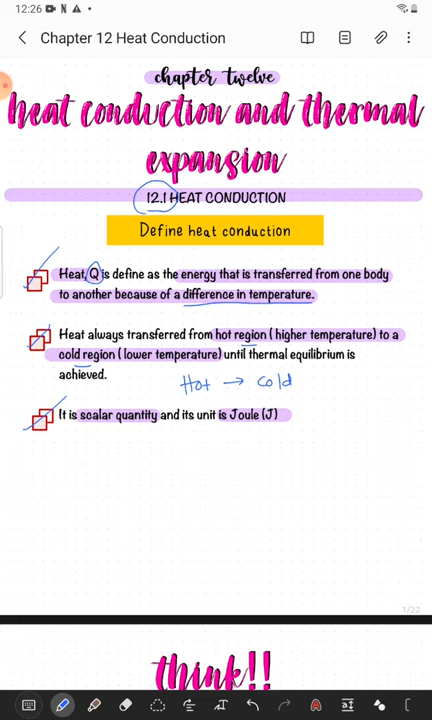 12:26
Chapter 12 Heat Conduction
chapter twelve
heat conduction and thermal
expansion
12.1 HEAT CONDUCTION
Define heat conduction
Heat, Q is define as the energy that is transferred from one body
to another because of a difference in temperature.
Heat always transferred from hot region ( higher temperature) to a
cold region ( lower temperature) until thermal equilibrium is
achieved.
Hot → cold
It is scalar quantity and its unit is Joule (J)
1/22
think!!